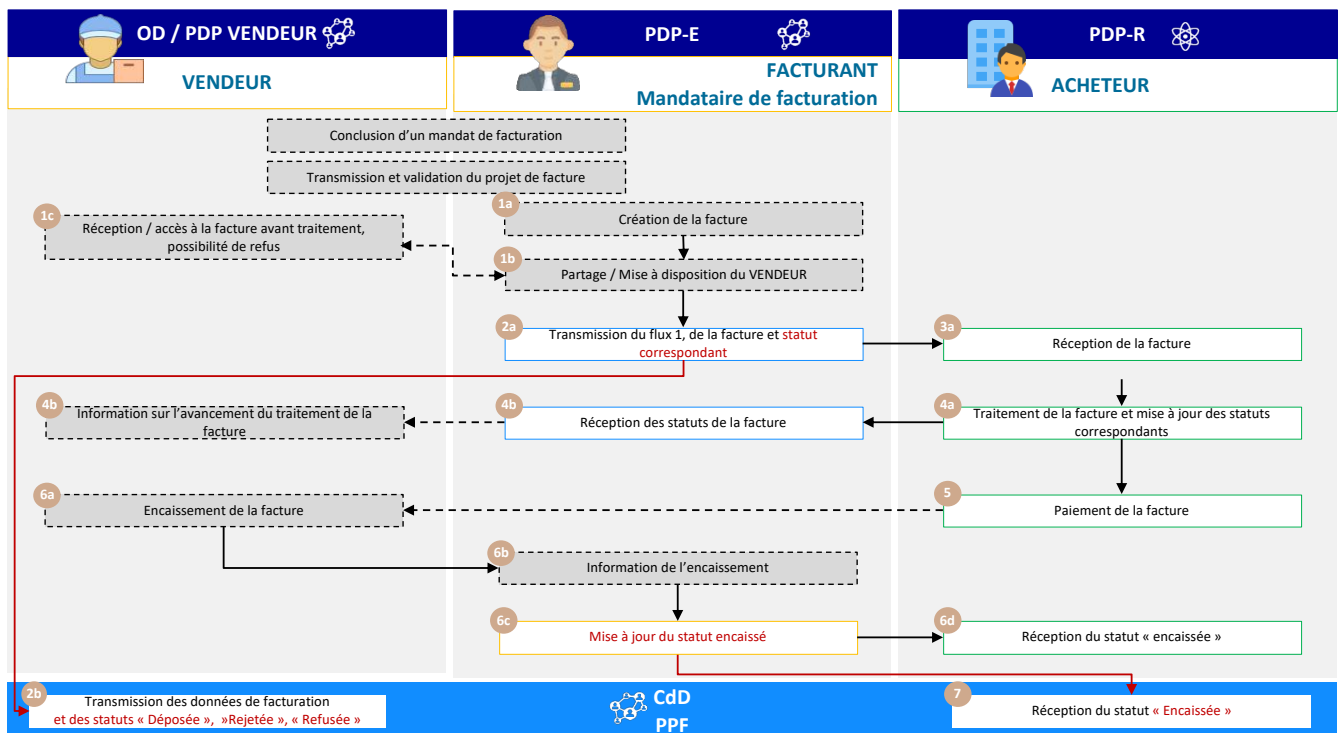 OD / PDP VENDEUR
VENDEUR
PDP-E
FACTURANT
Mandataire de facturation
PDP-R
ACHETEUR
Conclusion d’un mandat de facturation
Transmission et validation du projet de facture
1c
Réception / accès à la facture avant traitement,
possibilité de refus
1a
Création de la facture
1b
Partage / Mise à disposition du VENDEUR
2a
Transmission du flux 1, de la facture et statut
correspondant
3a
Réception de la facture
4b
Information sur l’avancement du traitement de la
facture
4b
Réception des statuts de la facture
4a
Traitement de la facture et mise à jour des statuts
correspondants
6a
Encaissement de la facture
5
Paiement de la facture
6b
Information de l’encaissement
6c
Mise à jour du statut encaissé
6d
Réception du statut « encaissée »
2b
Transmission des données de facturation
et des statuts « Déposée », »Rejetée », « Refusée »
CdD
PPF
7
Réception du statut « Encaissée »